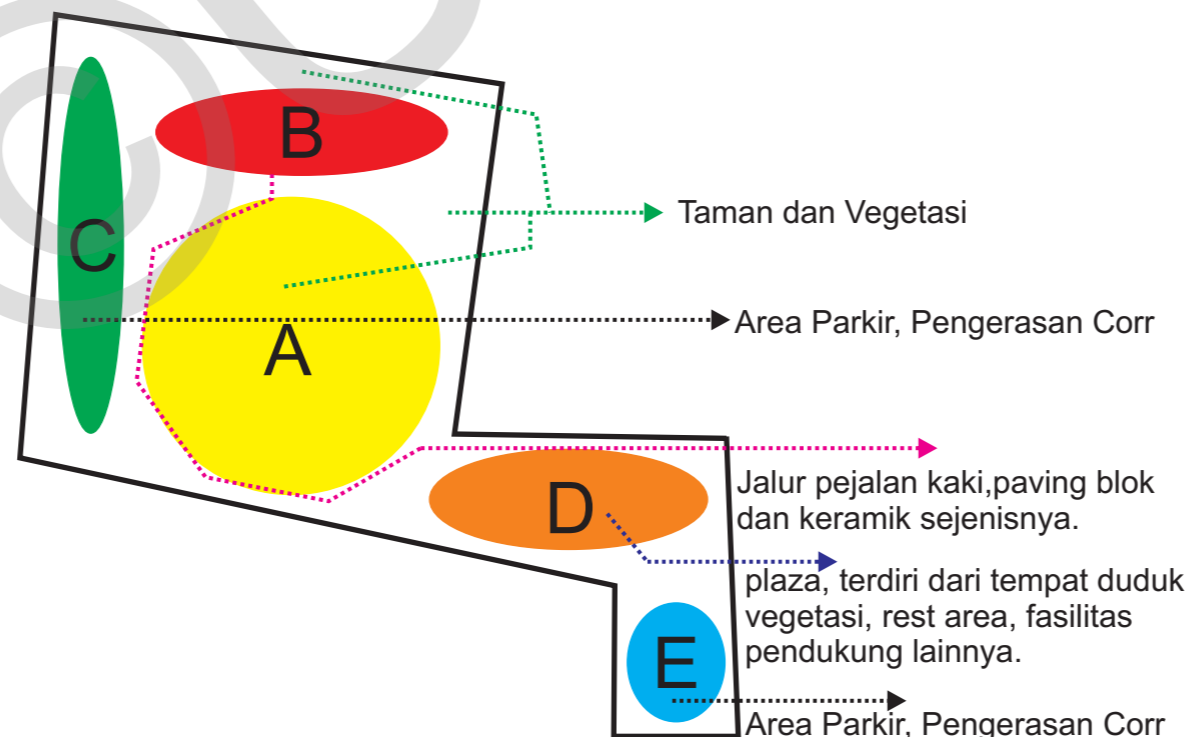 B
Taman dan Vegetasi
C
Area Parkir, Pengerasan Corr
A
Jalur pejalan kaki,paving blok
dan keramik sejenisnya.
D
plaza, terdiri dari tempat duduk
vegetasi, rest area, fasilitas
pendukung lainnya.
E
Area Parkir, Pengerasan Corr